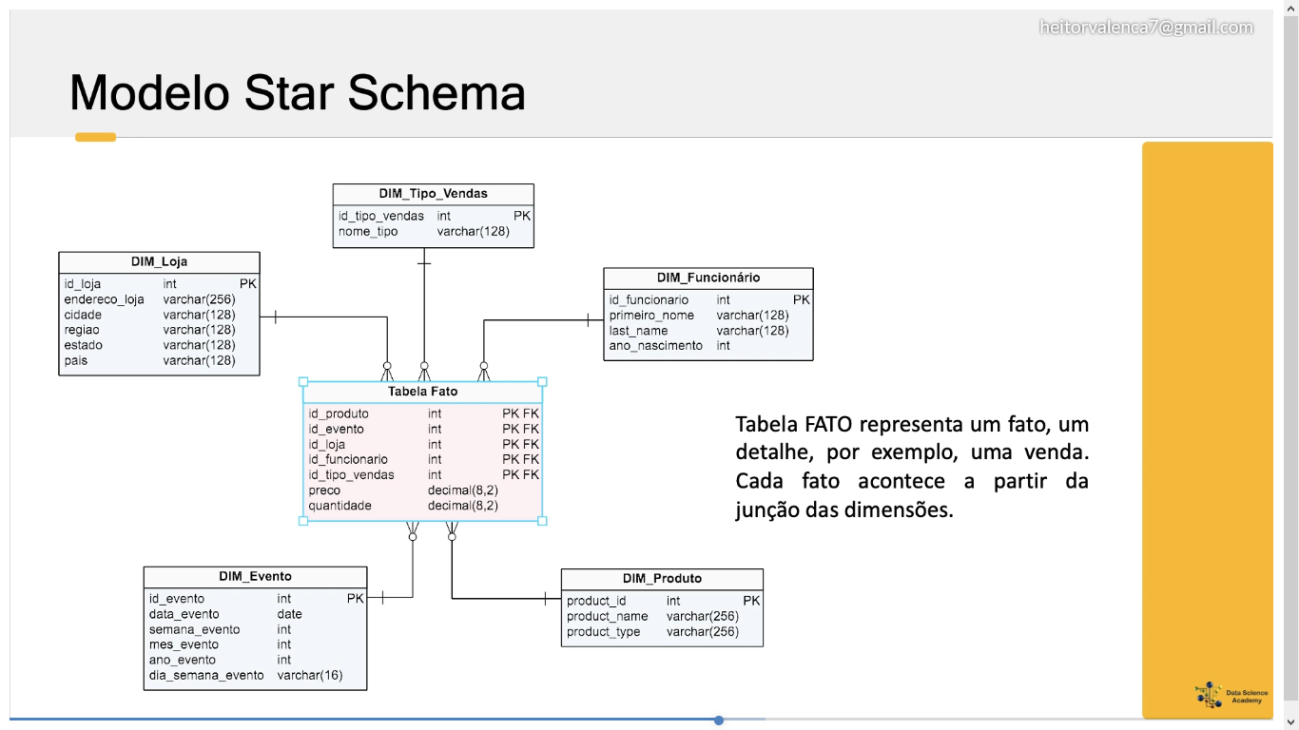 heitorvalenca7@gmail.com
Modelo Star Schema
DIM_Tipo_Vendas
id_tipo_vendas int PK
nome_tipo varchar(128)
DIM_Loja
id_loja int PK
endereco_loja varchar(256)
cidade varchar(128)
regiao varchar(128)
estado varchar(128)
pais varchar(128)
DIM_Funcionário
id_funcionario int PK
primeiro_nome varchar(128)
last_name varchar(128)
ano_nascimento int
Tabela Fato
id_produto int PK FK
id_evento int PK FK
id_loja int PK FK
id_funcionario int PK FK
id_tipo_vendas int PK FK
preco decimal(8,2)
quantidade decimal(8,2)
Tabela FATO representa um fato, um
detalhe, por exemplo, uma venda.
Cada fato acontece a partir da
junção das dimensões.
DIM_Evento
id_evento int PK
data_evento date
semana_evento int
mes_evento int
ano_evento int
dia_semana_evento varchar(16)
DIM_Produto
product_id int PK
product_name varchar(256)
product_type varchar(256)
Data Science
Academy